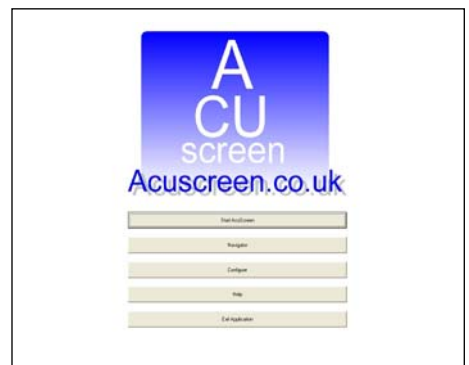 A
CU
screen
Acuscreen.co.uk
Start AcuScreen
Navigator
Configure
Help
Exit Application